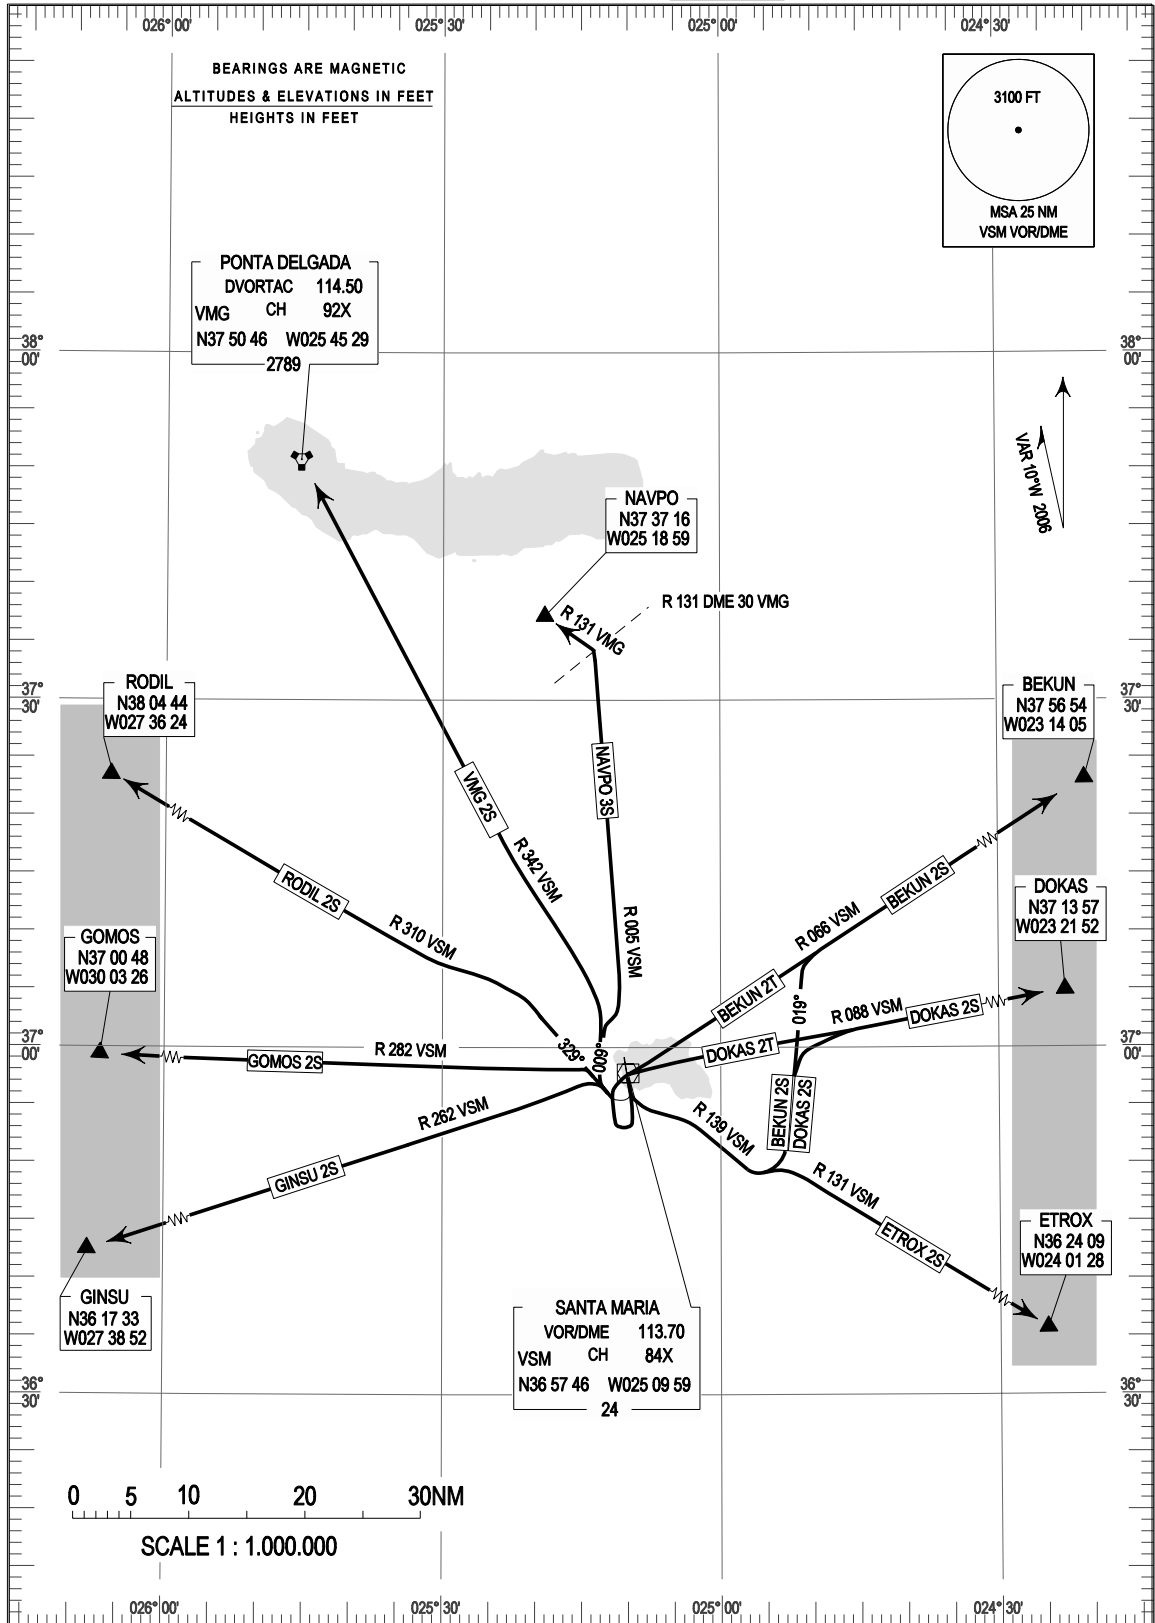 026° 00'
025° 30'
025° 00'
024° 30'
BEARINGS ARE MAGNETIC
ALTITUDES & ELEVATIONS IN FEET
HEIGHTS IN FEET
3100 FT
MSA 25 NM
VSM VOR/DME
PONTA DELGADA
DVORTAC 114.50
VMG CH 92X
N37 50 46 W025 45 29
2789
38°
00'
38°
00'
VAR 10°W 2006
NAVPO
N37 37 16
W025 18 59
R 131 DME 30 VMG
R 131 VMG
RODIL
N38 04 44
W027 36 24
37°
30'
BEKUN
N37 56 54
W023 14 05
37°
30'
VMG 2S
NAVPO 3S
R 342 VSM
R 005 VSM
RODIL 2S
R 310 VSM
BEKUN 2S
R 066 VSM
BEKUN 2T
DOKAS
N37 13 57
W023 21 52
GOMOS
N37 00 48
W030 03 26
019°
R 088 VSM
DOKAS 2S
DOKAS 2T
37°
00'
37°
00'
GOMOS 2S
R 282 VSM
329°
009°
R 262 VSM
GINSU 2S
R 139 VSM
BEKUN 2S
DOKAS 2S
R 131 VSM
ETROX 2S
ETROX
N36 24 09
W024 01 28
GINSU
N36 17 33
W027 38 52
SANTA MARIA
VOR/DME 113.70
VSM CH 84X
N36 57 46 W025 09 59
24
36°
30'
36°
30'
0 5 10 20 30NM
SCALE 1 : 1.000.000
026° 00'
025° 30'
025° 00'
024° 30'